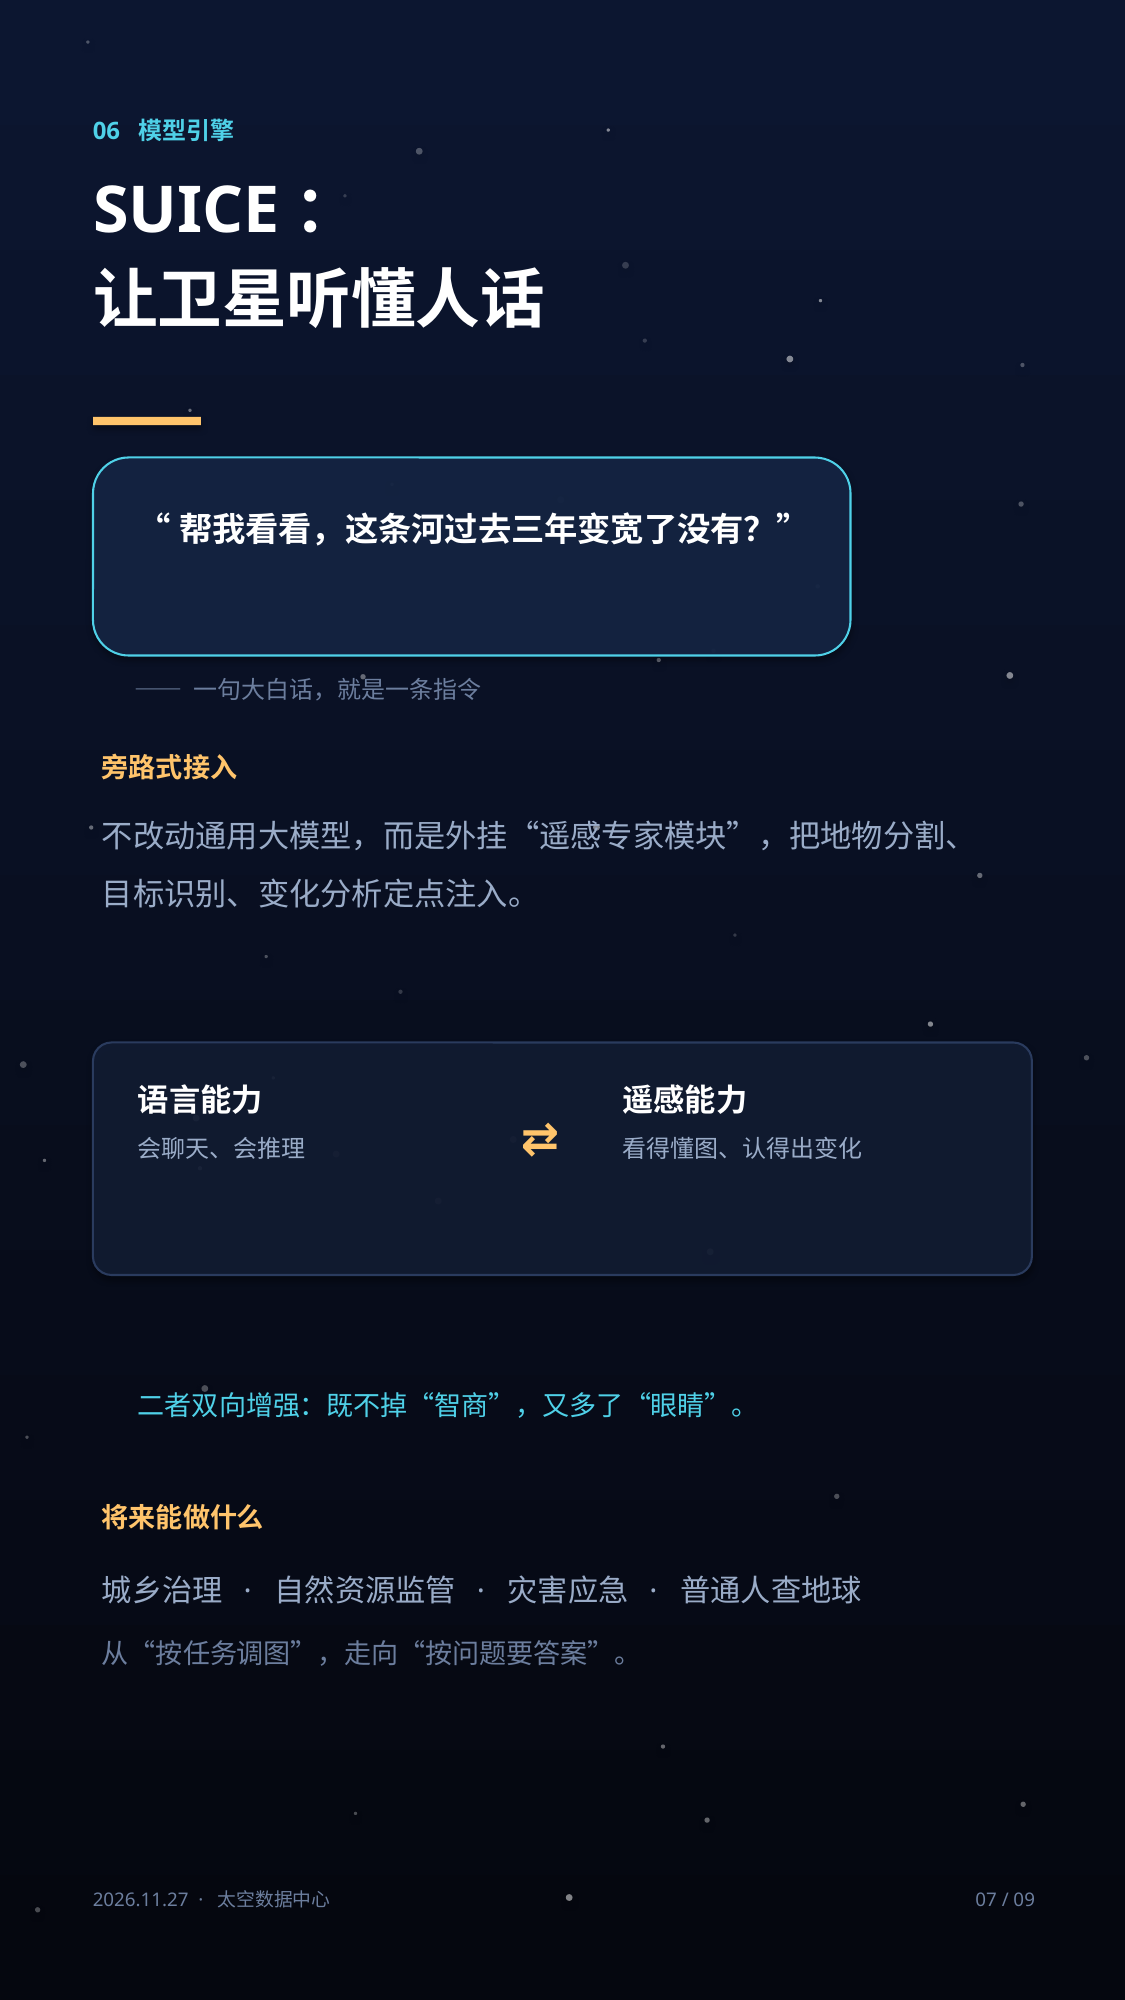 06 模型引擎
SUICE：
让卫星听懂人话
“帮我看看，这条河过去三年变宽了没有？”
—— 一句大白话，就是一条指令
旁路式接入
不改动通用大模型，而是外挂“遥感专家模块”，把地物分割、
目标识别、变化分析定点注入。
语言能力 ⇄ 遥感能力
会聊天、会推理 看得懂图、认得出变化
二者双向增强：既不掉“智商”，又多了“眼睛”。
将来能做什么
城乡治理 · 自然资源监管 · 灾害应急 · 普通人查地球
从“按任务调图”，走向“按问题要答案”。
2026.11.27 · 太空数据中心 07 / 09